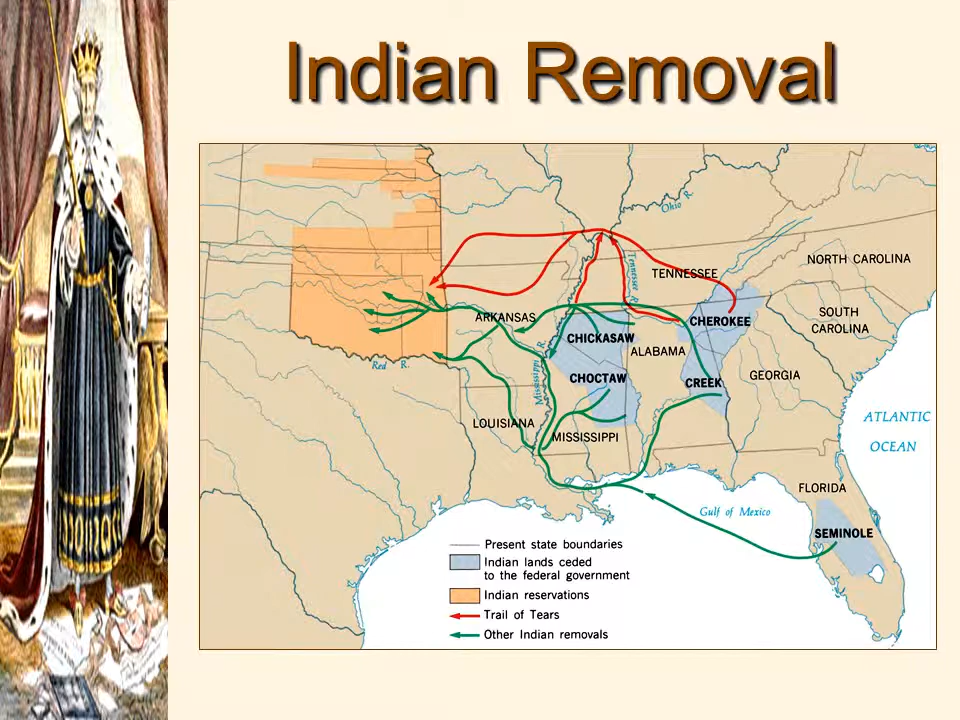 Indian Removal
Ohio R.
NORTH CAROLINA
TENNESSEE
Tennessee R.
ARKANSAS
CHEROKEE
SOUTH
CAROLINA
CHICKASAW
ALABAMA
Mississippi R.
Red R.
CHOCTAW
CREEK
GEORGIA
ATLANTIC
OCEAN
LOUISIANA
MISSISSIPPI
FLORIDA
Gulf of Mexico
SEMINOLE
Present state boundaries
Indian lands ceded
to the federal government
Indian reservations
Trail of Tears
Other Indian removals